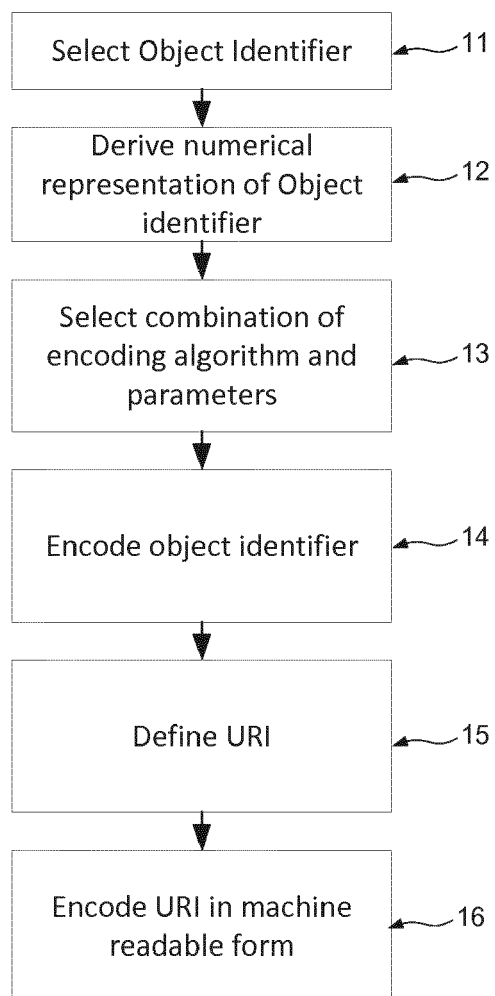 Select Object Identifier
11
Derive numerical
representation of Object
identifier
12
Select combination of
encoding algorithm and
parameters
13
Encode object identifier
14
Define URI
15
Encode URI in machine
readable form
16